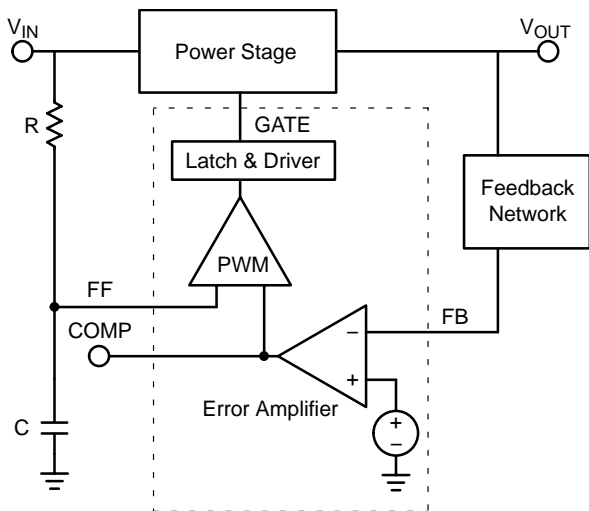 V_IN
V_OUT
Power Stage
GATE
R
Latch & Driver
Feedback
Network
PWM
FF
FB
COMP
−
+
Error Amplifier
+
−
C